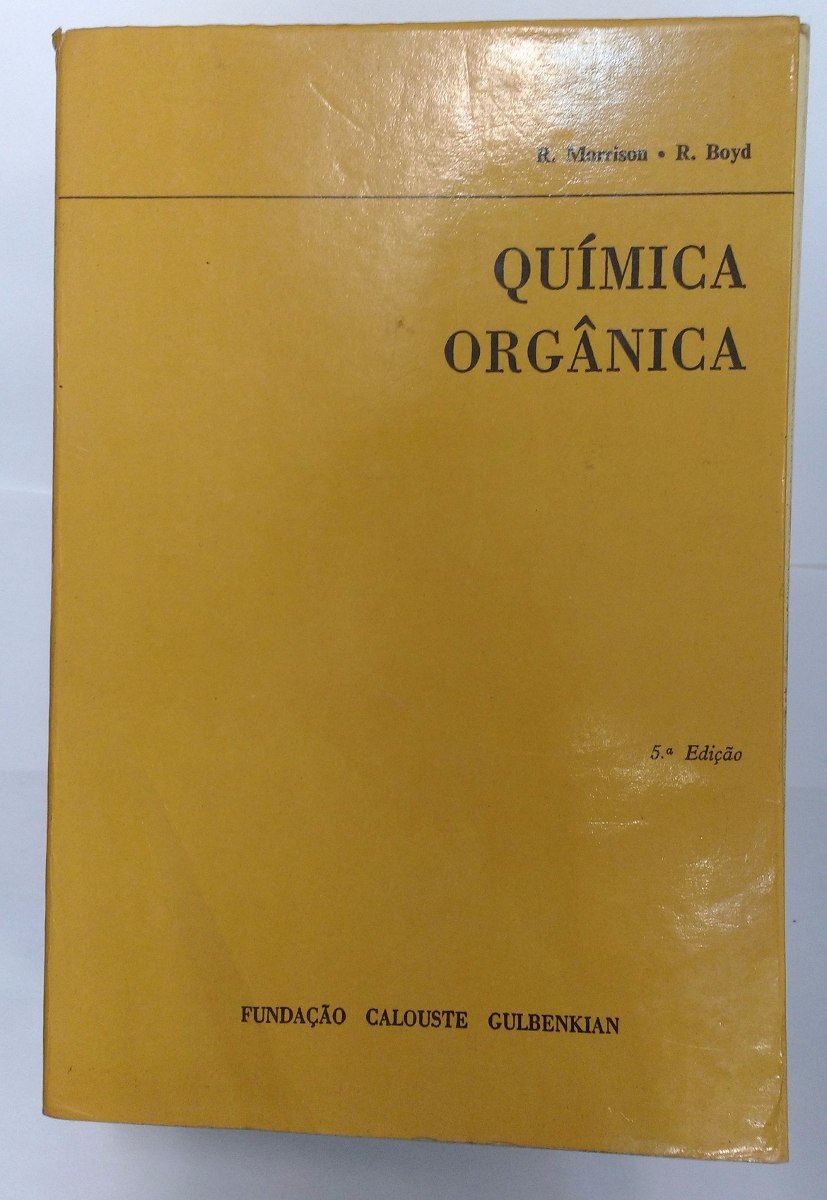 R. Morrison • R. Boyd
QUÍMICA
ORGÂNICA
5.ª Edição
FUNDAÇÃO CALOUSTE GULBENKIAN